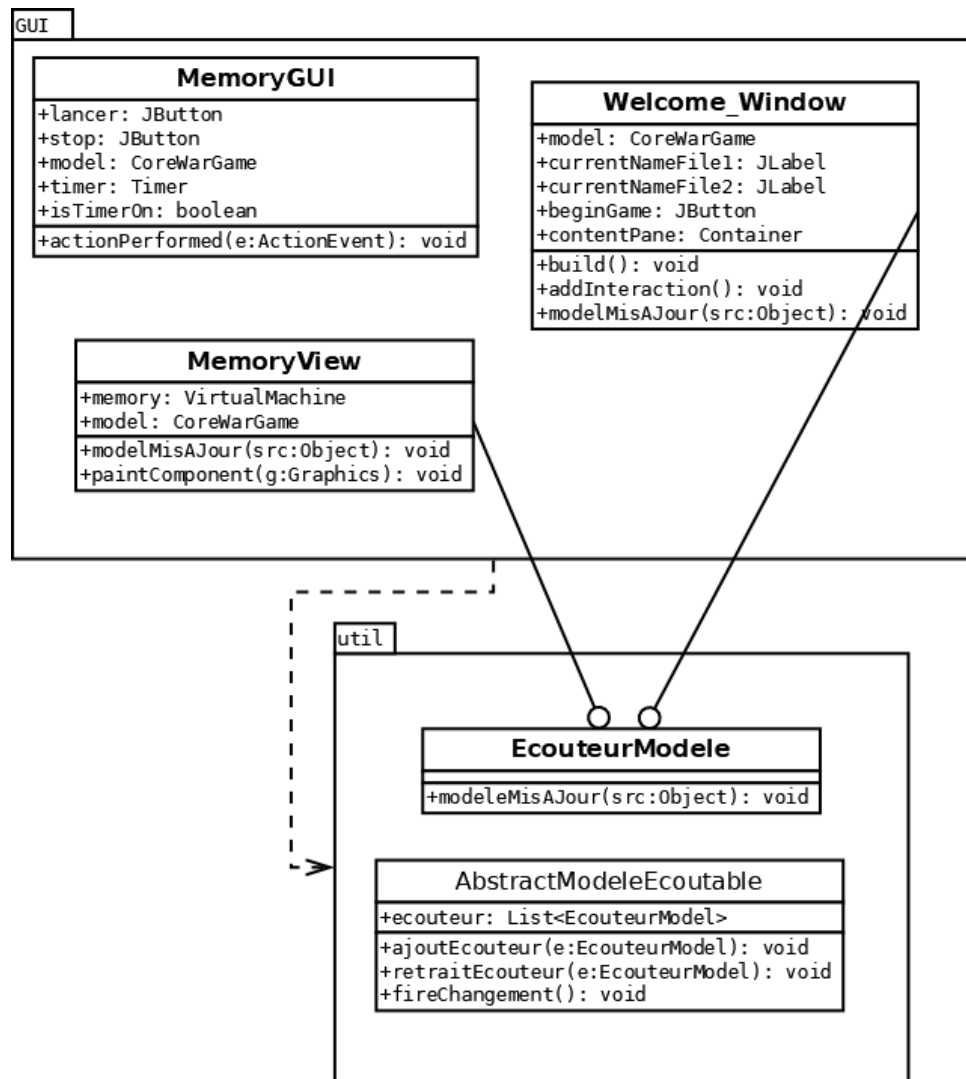 GUI
MemoryGUI
+lancer: JButton
+stop: JButton
+model: CoreWarGame
+timer: Timer
+isTimerOn: boolean
+actionPerformed(e:ActionEvent): void
Welcome_Window
+model: CoreWarGame
+currentNameFile1: JLabel
+currentNameFile2: JLabel
+beginGame: JButton
+contentPane: Container
+build(): void
+addInteraction(): void
+modelMisAJour(src:Object): void
MemoryView
+memory: VirtualMachine
+model: CoreWarGame
+modelMisAJour(src:Object): void
+paintComponent(g:Graphics): void
util
EcouteurModele
+modeleMisAJour(src:Object): void
AbstractModeleEcoutable
+ecouteur: List<EcouteurModel>
+ajoutEcouteur(e:EcouteurModel): void
+retraitEcouteur(e:EcouteurModel): void
+fireChangement(): void